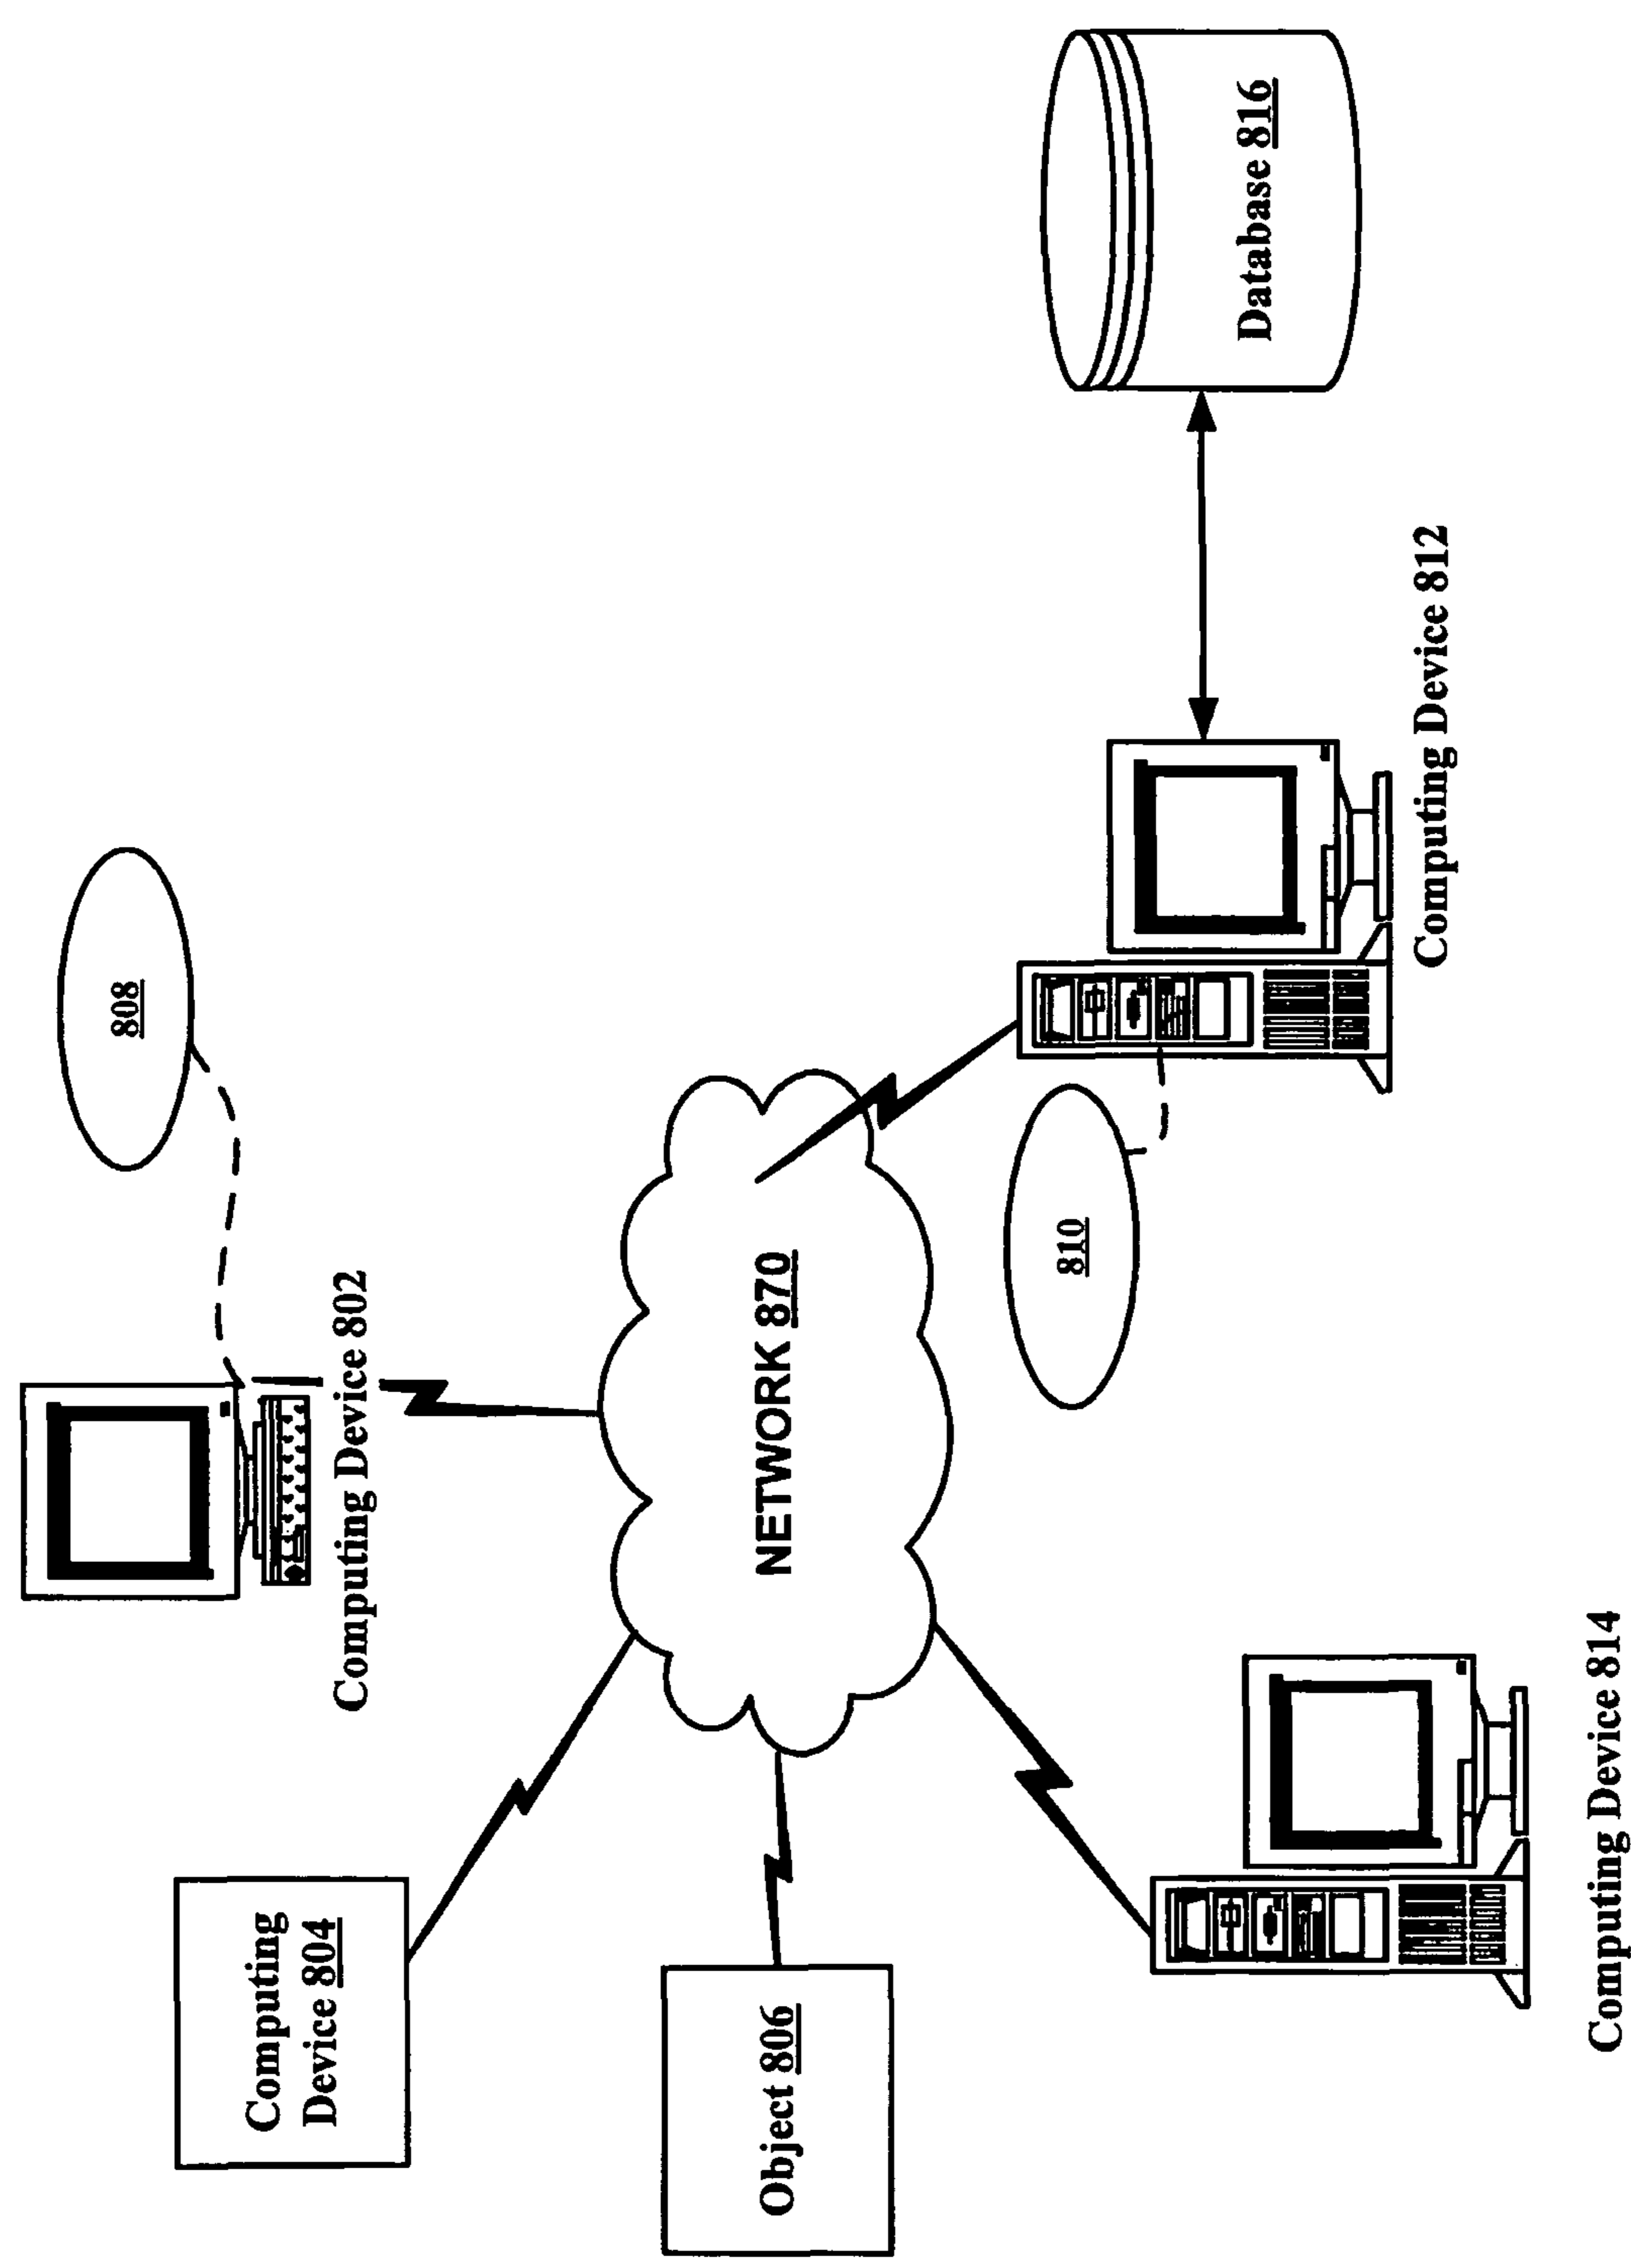 Computing
Device 804
Computing Device 802
808
Object 806
NETWORK 870
810
Database 816
Computing Device 812
Computing Device 814